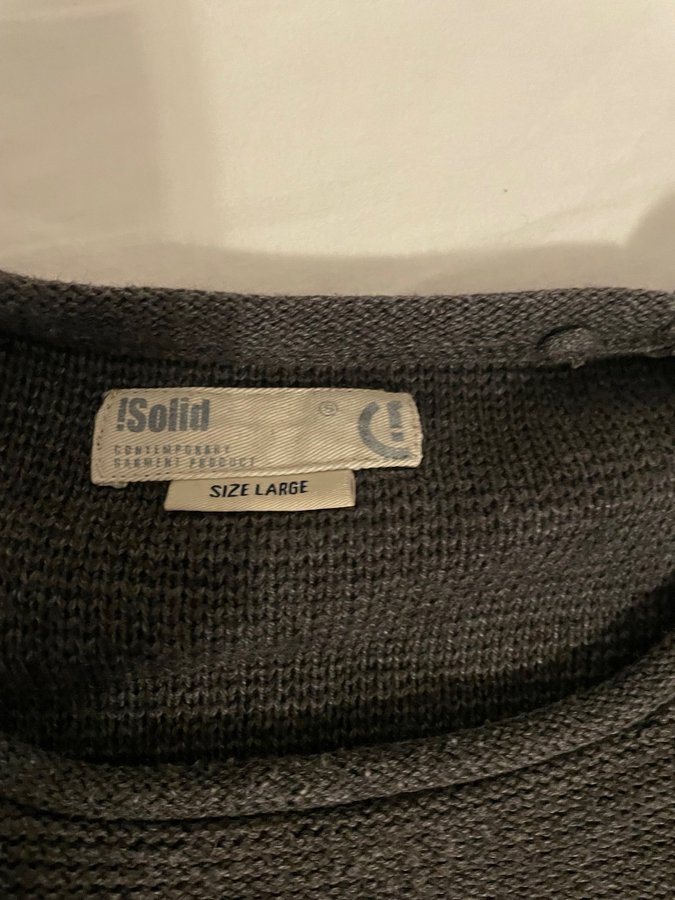 !Solid
CONTEMPORARY
GARMENT PRODUCT
SIZE LARGE